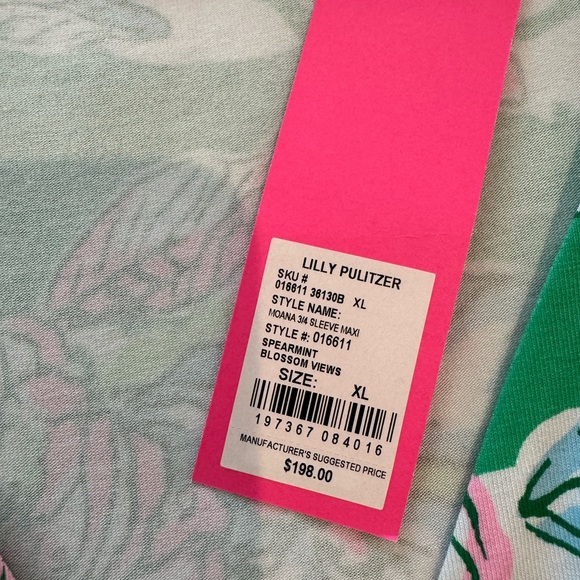 LILLY PULITZER
SKU #
016611 36130B XL
STYLE NAME:
MOANA 3/4 SLEEVE MAXI
STYLE #: 016611
SPEARMINT
BLOSSOM VIEWS
SIZE: XL
197367 084016
MANUFACTURER'S SUGGESTED PRICE
$198.00